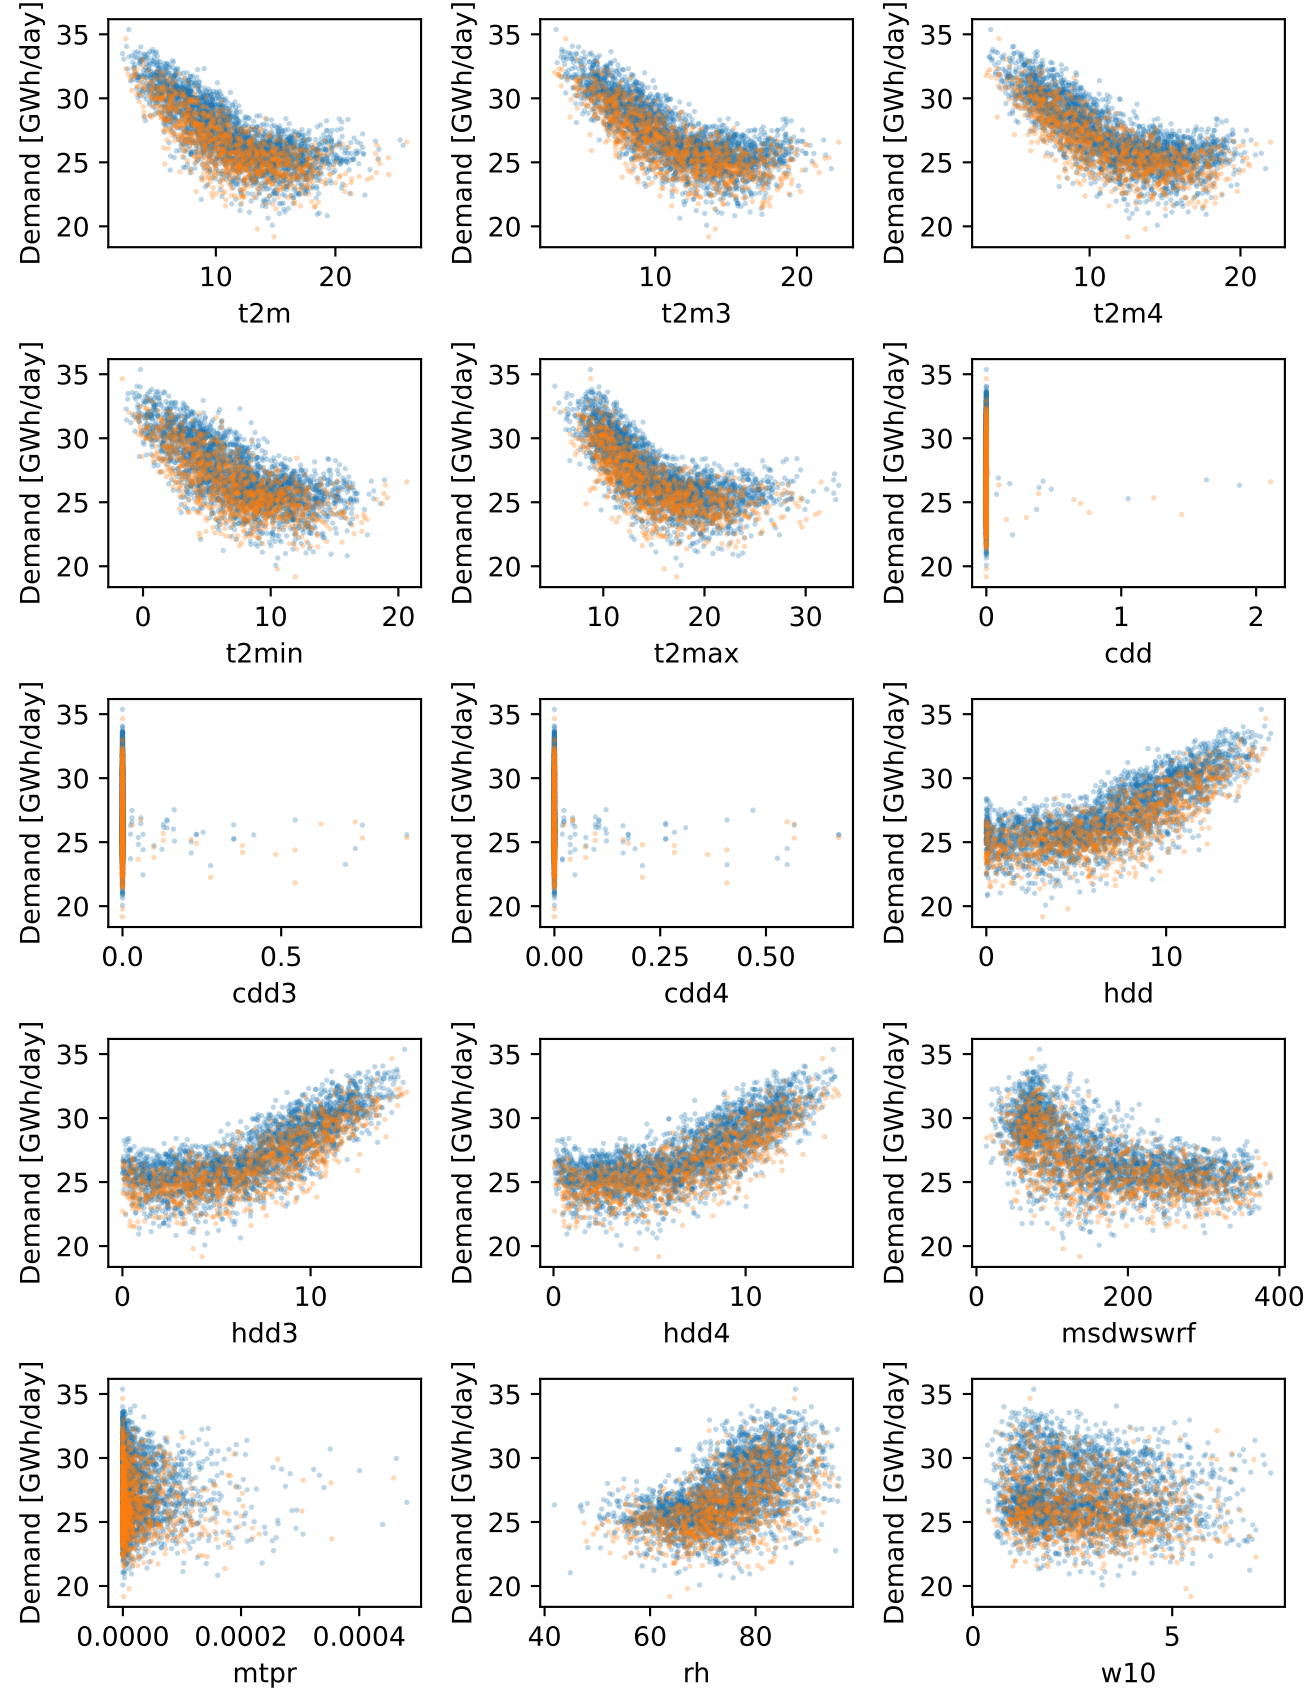 Demand [GWh/day]
35
30
25
20
10 20
t2m
Demand [GWh/day]
35
30
25
20
10 20
t2m3
Demand [GWh/day]
35
30
25
20
10 20
t2m4
Demand [GWh/day]
35
30
25
20
0 10 20
t2min
Demand [GWh/day]
35
30
25
20
10 20 30
t2max
Demand [GWh/day]
35
30
25
20
0 1 2
cdd
Demand [GWh/day]
35
30
25
20
0.0 0.5
cdd3
Demand [GWh/day]
35
30
25
20
0.00 0.25 0.50
cdd4
Demand [GWh/day]
35
30
25
20
0 10
hdd
Demand [GWh/day]
35
30
25
20
0 10
hdd3
Demand [GWh/day]
35
30
25
20
0 10
hdd4
Demand [GWh/day]
35
30
25
20
0 200 400
msdwswrf
Demand [GWh/day]
35
30
25
20
0.0000 0.0002 0.0004
mtpr
Demand [GWh/day]
35
30
25
20
40 60 80
rh
Demand [GWh/day]
35
30
25
20
0 5
w10